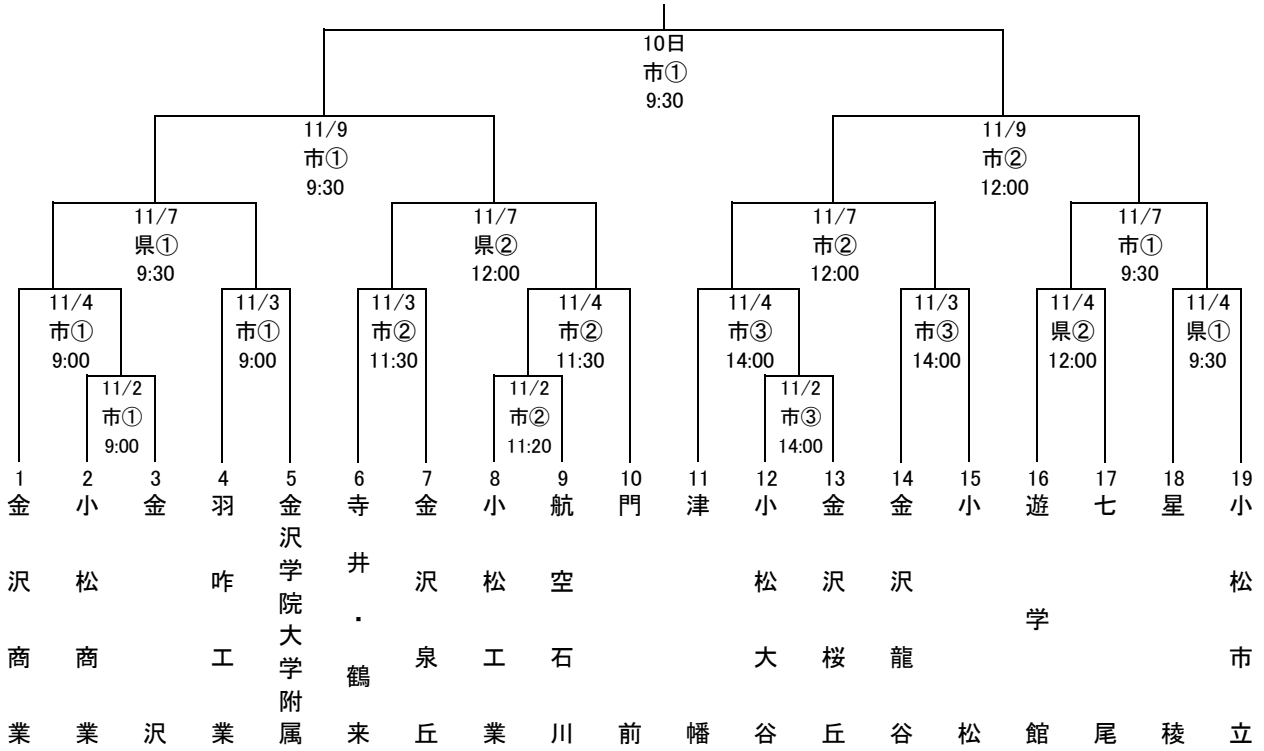 10日
市①
9:30
11/9
市①
9:30
11/9
市②
12:00
11/7
県①
9:30
11/7
県②
12:00
11/7
市②
12:00
11/7
市①
9:30
11/4
市①
9:00
11/3
市①
9:00
11/3
市②
11:30
11/4
市②
11:30
11/4
市③
14:00
11/3
市③
14:00
11/4
県②
12:00
11/4
県①
9:30
11/2
市①
9:00
11/2
市②
11:20
11/2
市③
14:00
1
金沢商業
2
小松商業
3
金沢
4
羽咋工業
5
金沢学院大学附属
6
寺井・鶴来
7
金沢泉丘
8
小松工業
9
航空石川
10
門前
11
津幡
12
小松大谷
13
金沢桜丘
14
金沢龍谷
15
小松
16
遊学館
17
七尾
18
星稜
19
小松市立